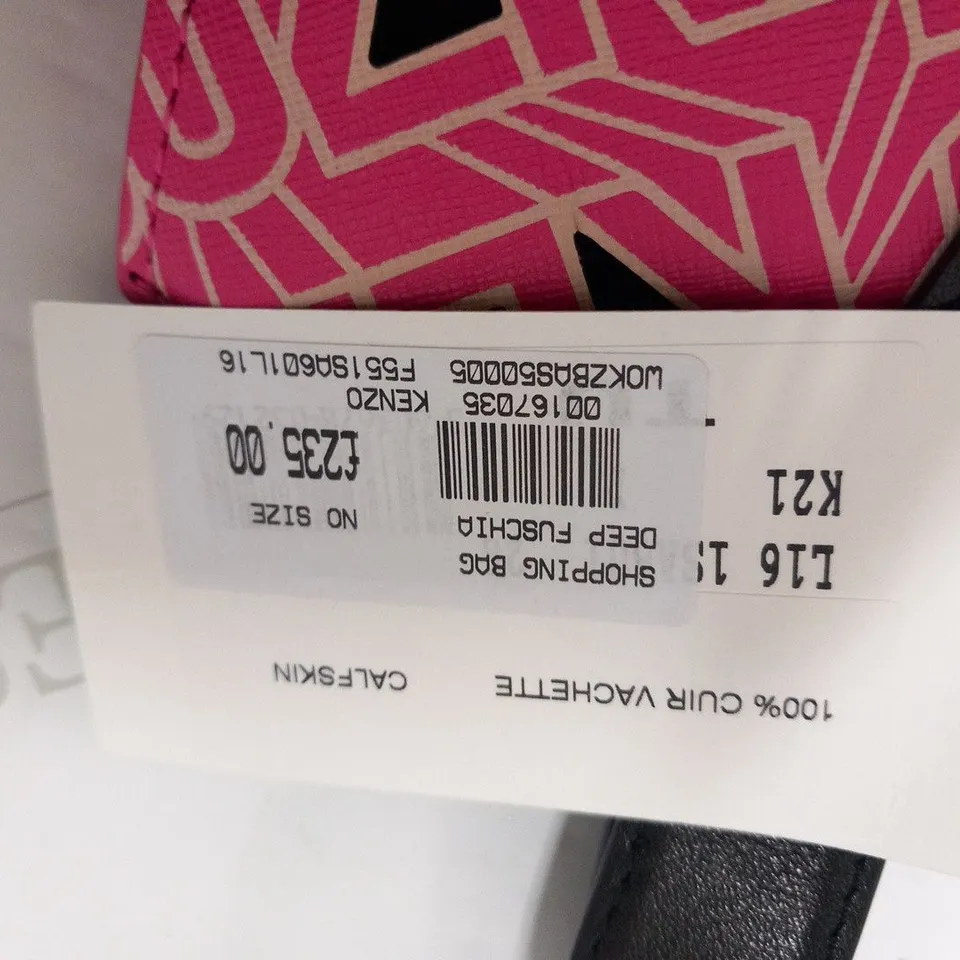 100% CUIR VACHETTE CALFSKIN
L16
SHOPPING BAG
DEEP FUSCHIA NO SIZE
K21
£235.00
00167035 KENZO
WOKZBAS50005 F551SA601L16